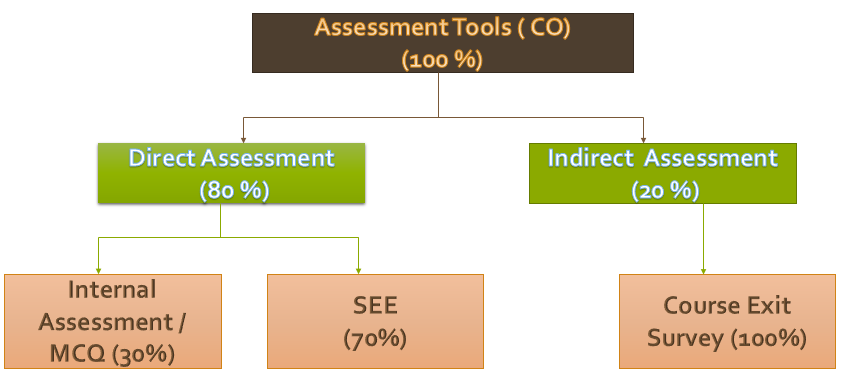 Assessment Tools ( CO)
(100 %)
Direct Assessment
(80 %)
Indirect Assessment
(20 %)
Internal
Assessment /
MCQ (30%)
SEE
(70%)
Course Exit
Survey (100%)